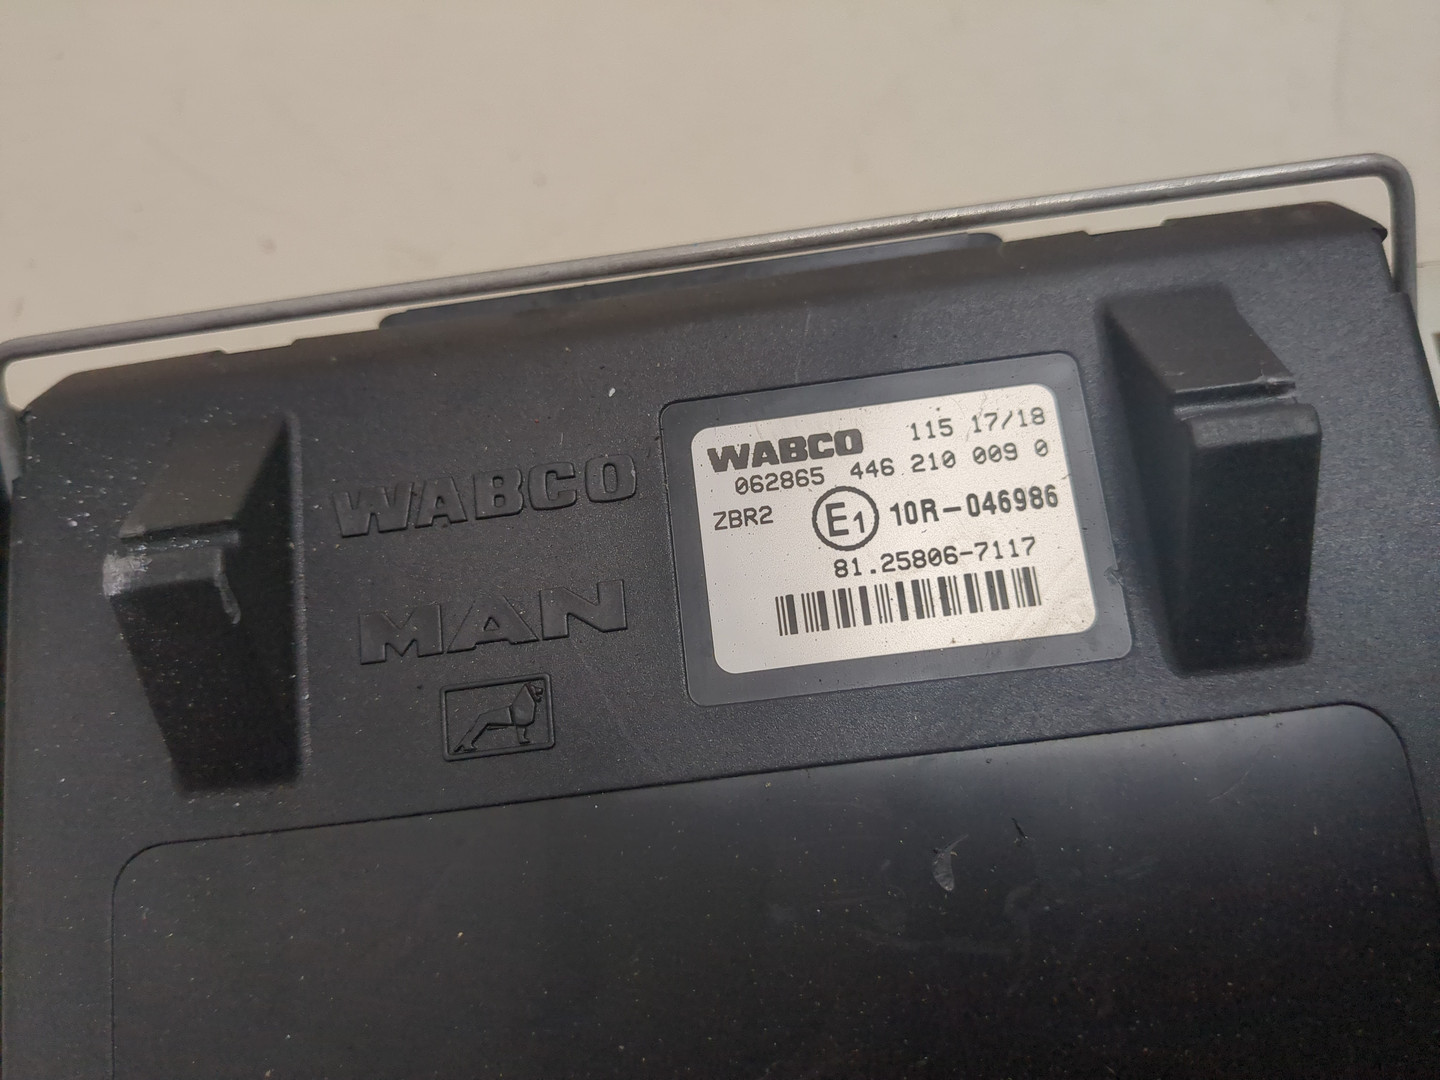 WABCO
MAN
WABCO 115 17/18
062865 446 210 009 0
ZBR2 E1 10R-046986
81.25806-7117